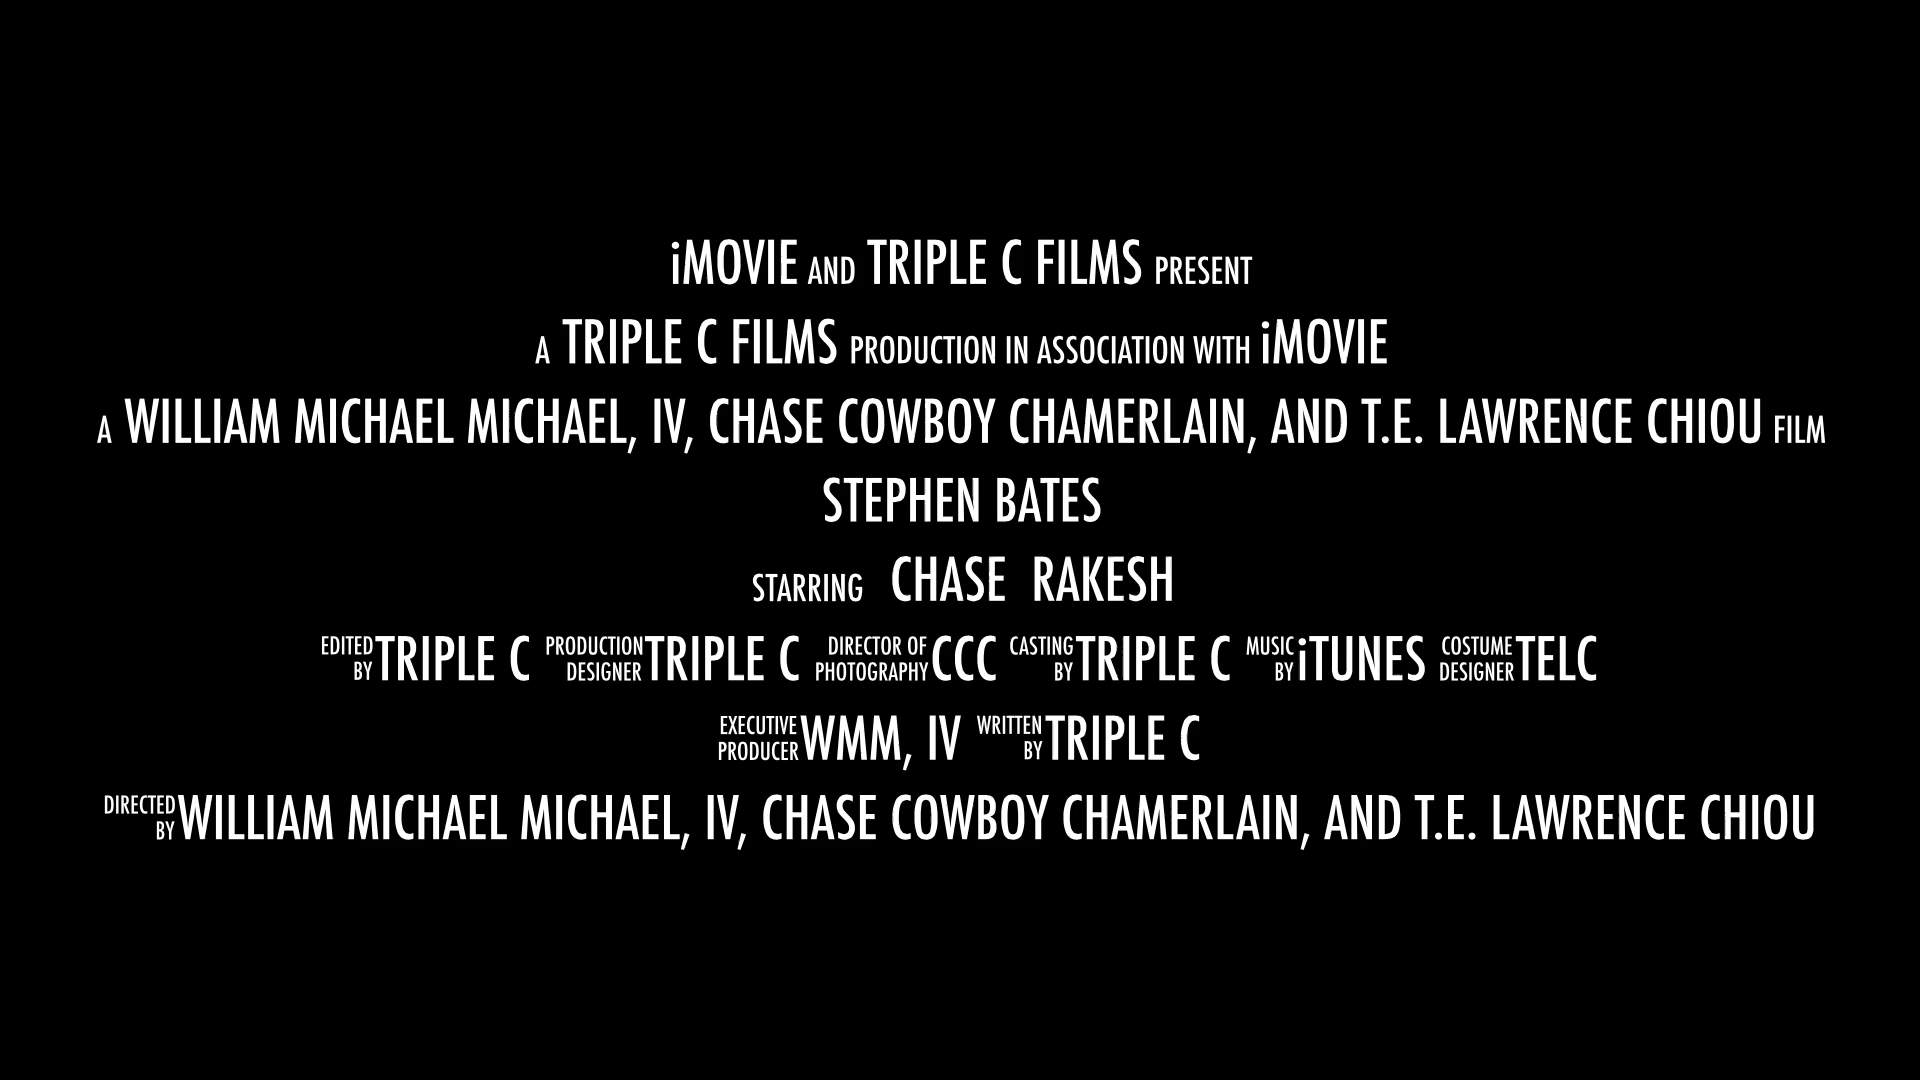 iMOVIE AND TRIPLE C FILMS PRESENT
A TRIPLE C FILMS PRODUCTION IN ASSOCIATION WITH iMOVIE
A WILLIAM MICHAEL MICHAEL, IV, CHASE COWBOY CHAMERLAIN, AND T.E. LAWRENCE CHIOU FILM
STEPHEN BATES
STARRING CHASE RAKESH
EDITED BY TRIPLE C PRODUCTION DESIGNER TRIPLE C DIRECTOR OF PHOTOGRAPHY CCC CASTING BY TRIPLE C MUSIC BY iTUNES COSTUME DESIGNER TELC
EXECUTIVE PRODUCER WMM, IV WRITTEN BY TRIPLE C
DIRECTED BY WILLIAM MICHAEL MICHAEL, IV, CHASE COWBOY CHAMERLAIN, AND T.E. LAWRENCE CHIOU